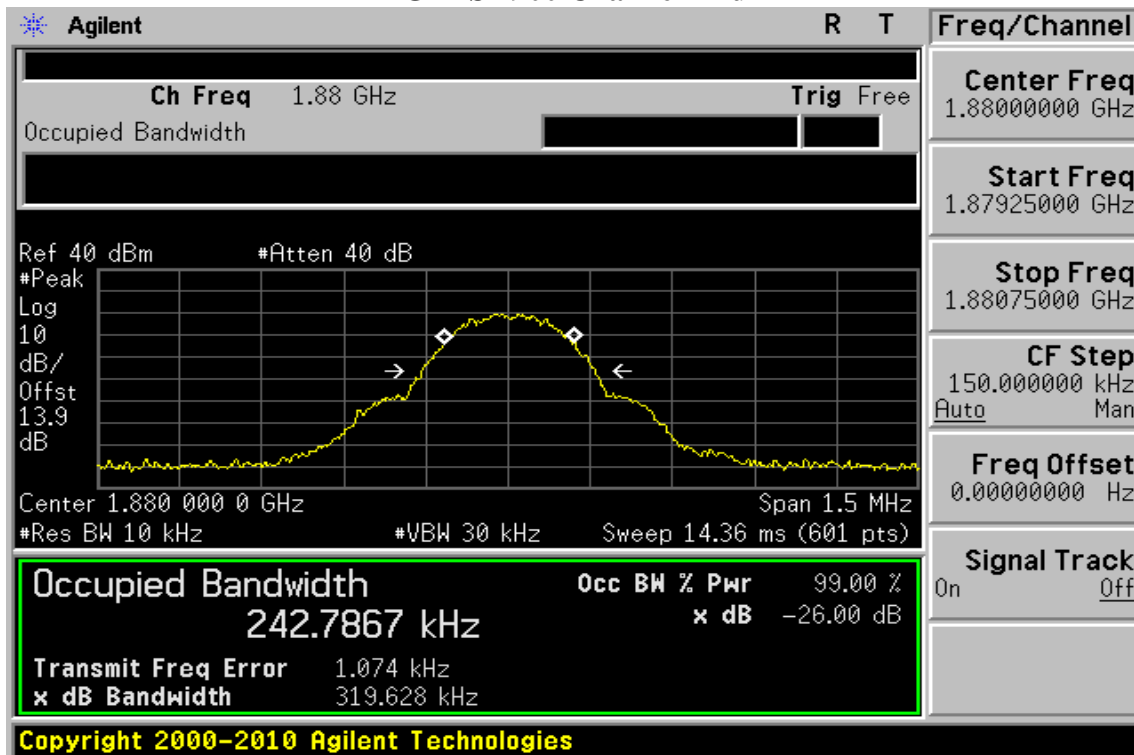 Agilent R T Freq/Channel
Ch Freq 1.88 GHz Trig Free
Occupied Bandwidth
Center Freq
1.88000000 GHz
Start Freq
1.87925000 GHz
Stop Freq
1.88075000 GHz
CF Step
150.000000 kHz
Auto Man
Freq Offset
0.00000000 Hz
Signal Track
On Off
Ref 40 dBm #Atten 40 dB
#Peak
Log
10
dB/
Offst
13.9
dB
Center 1.880 000 0 GHz Span 1.5 MHz
#Res BW 10 kHz #VBW 30 kHz Sweep 14.36 ms (601 pts)
Occupied Bandwidth Occ BW % Pwr 99.00 %
242.7867 kHz x dB -26.00 dB
Transmit Freq Error 1.074 kHz
x dB Bandwidth 319.628 kHz
Copyright 2000-2010 Agilent Technologies